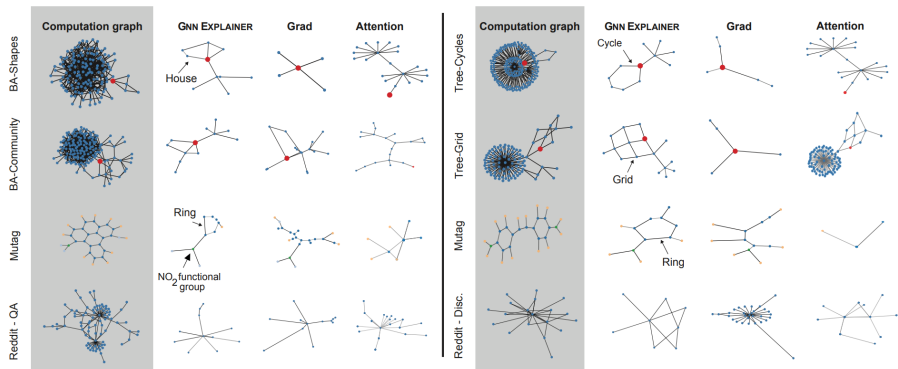 Computation graph GNN EXPLAINER Grad Attention
BA-Shapes
House
BA-Community
Mutag
Ring
NO2 functional
group
Reddit - QA
Computation graph GNN EXPLAINER Grad Attention
Tree-Cycles
Cycle
Tree-Grid
Grid
Mutag
Ring
Reddit - Disc.